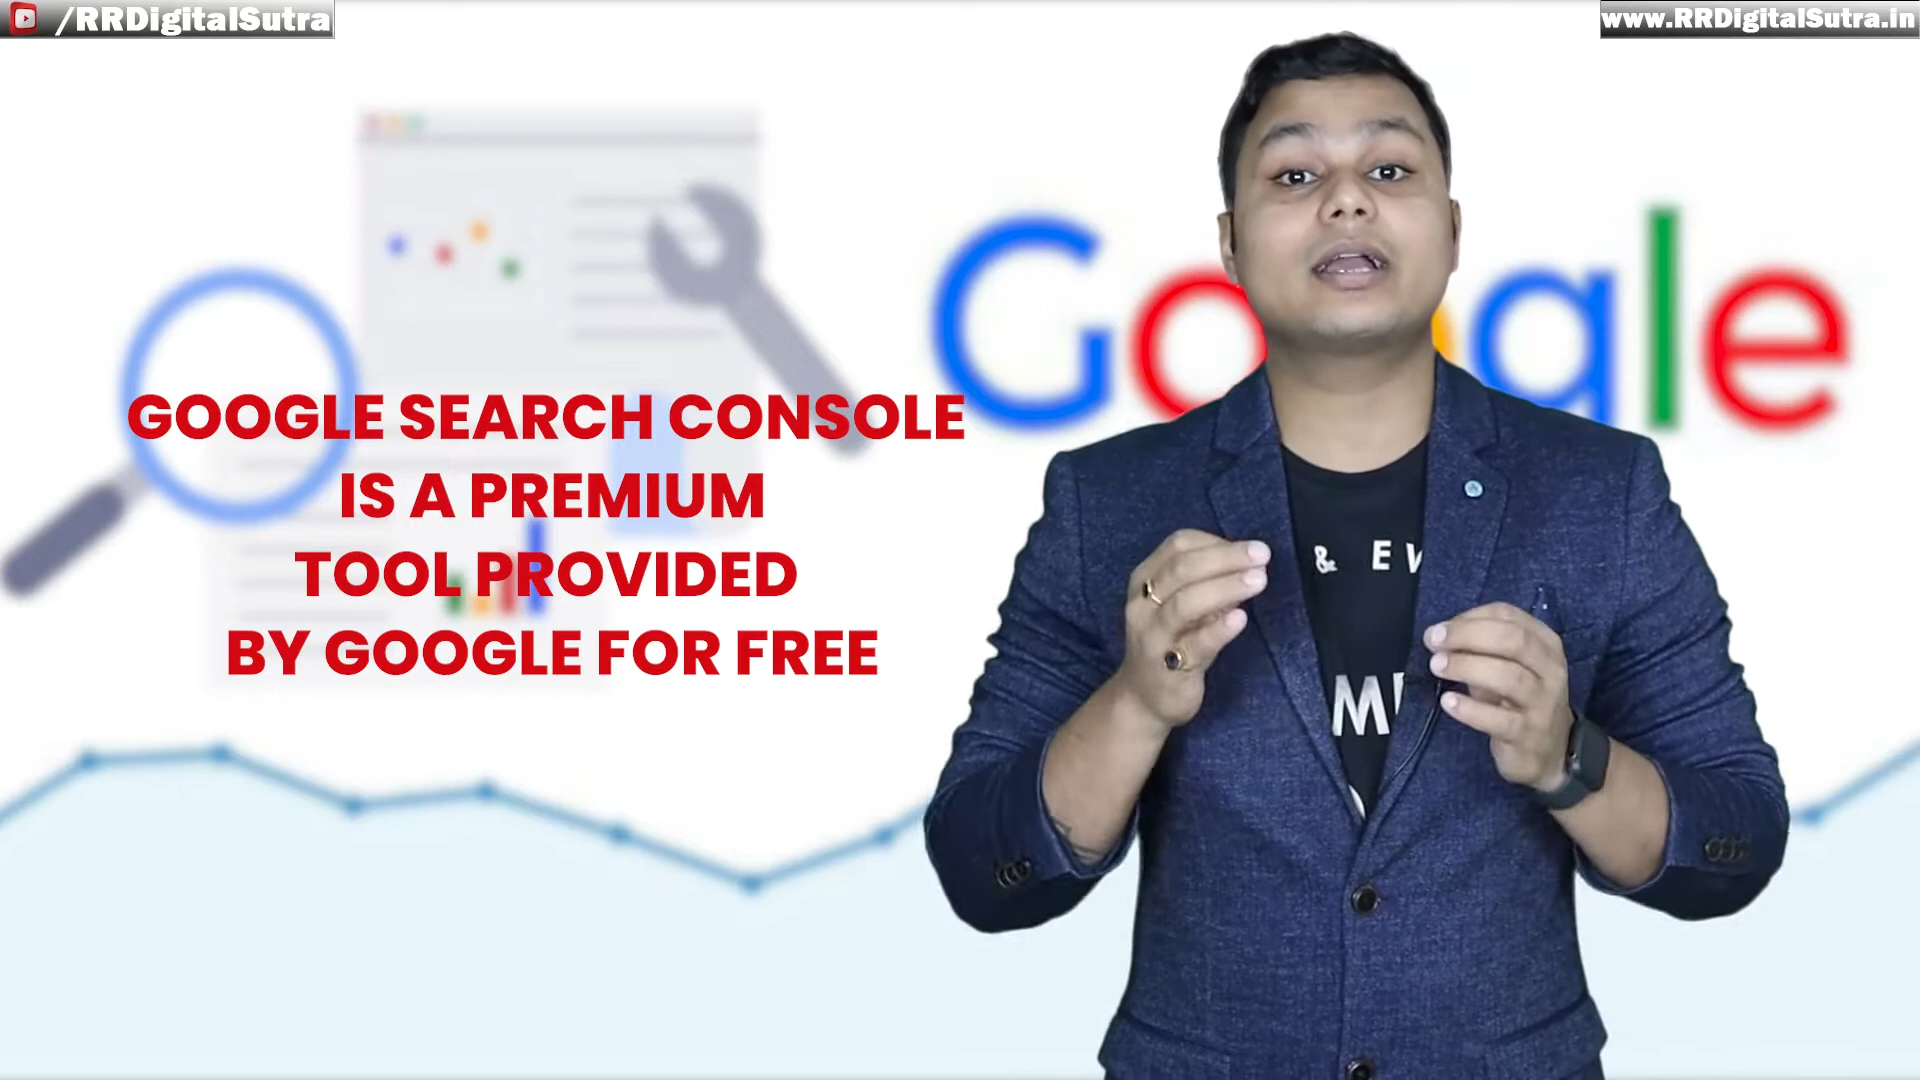 /RRDigitalSutra
www.RRDigitalSutra.in
Google
GOOGLE SEARCH CONSOLE
IS A PREMIUM
TOOL PROVIDED
BY GOOGLE FOR FREE
&